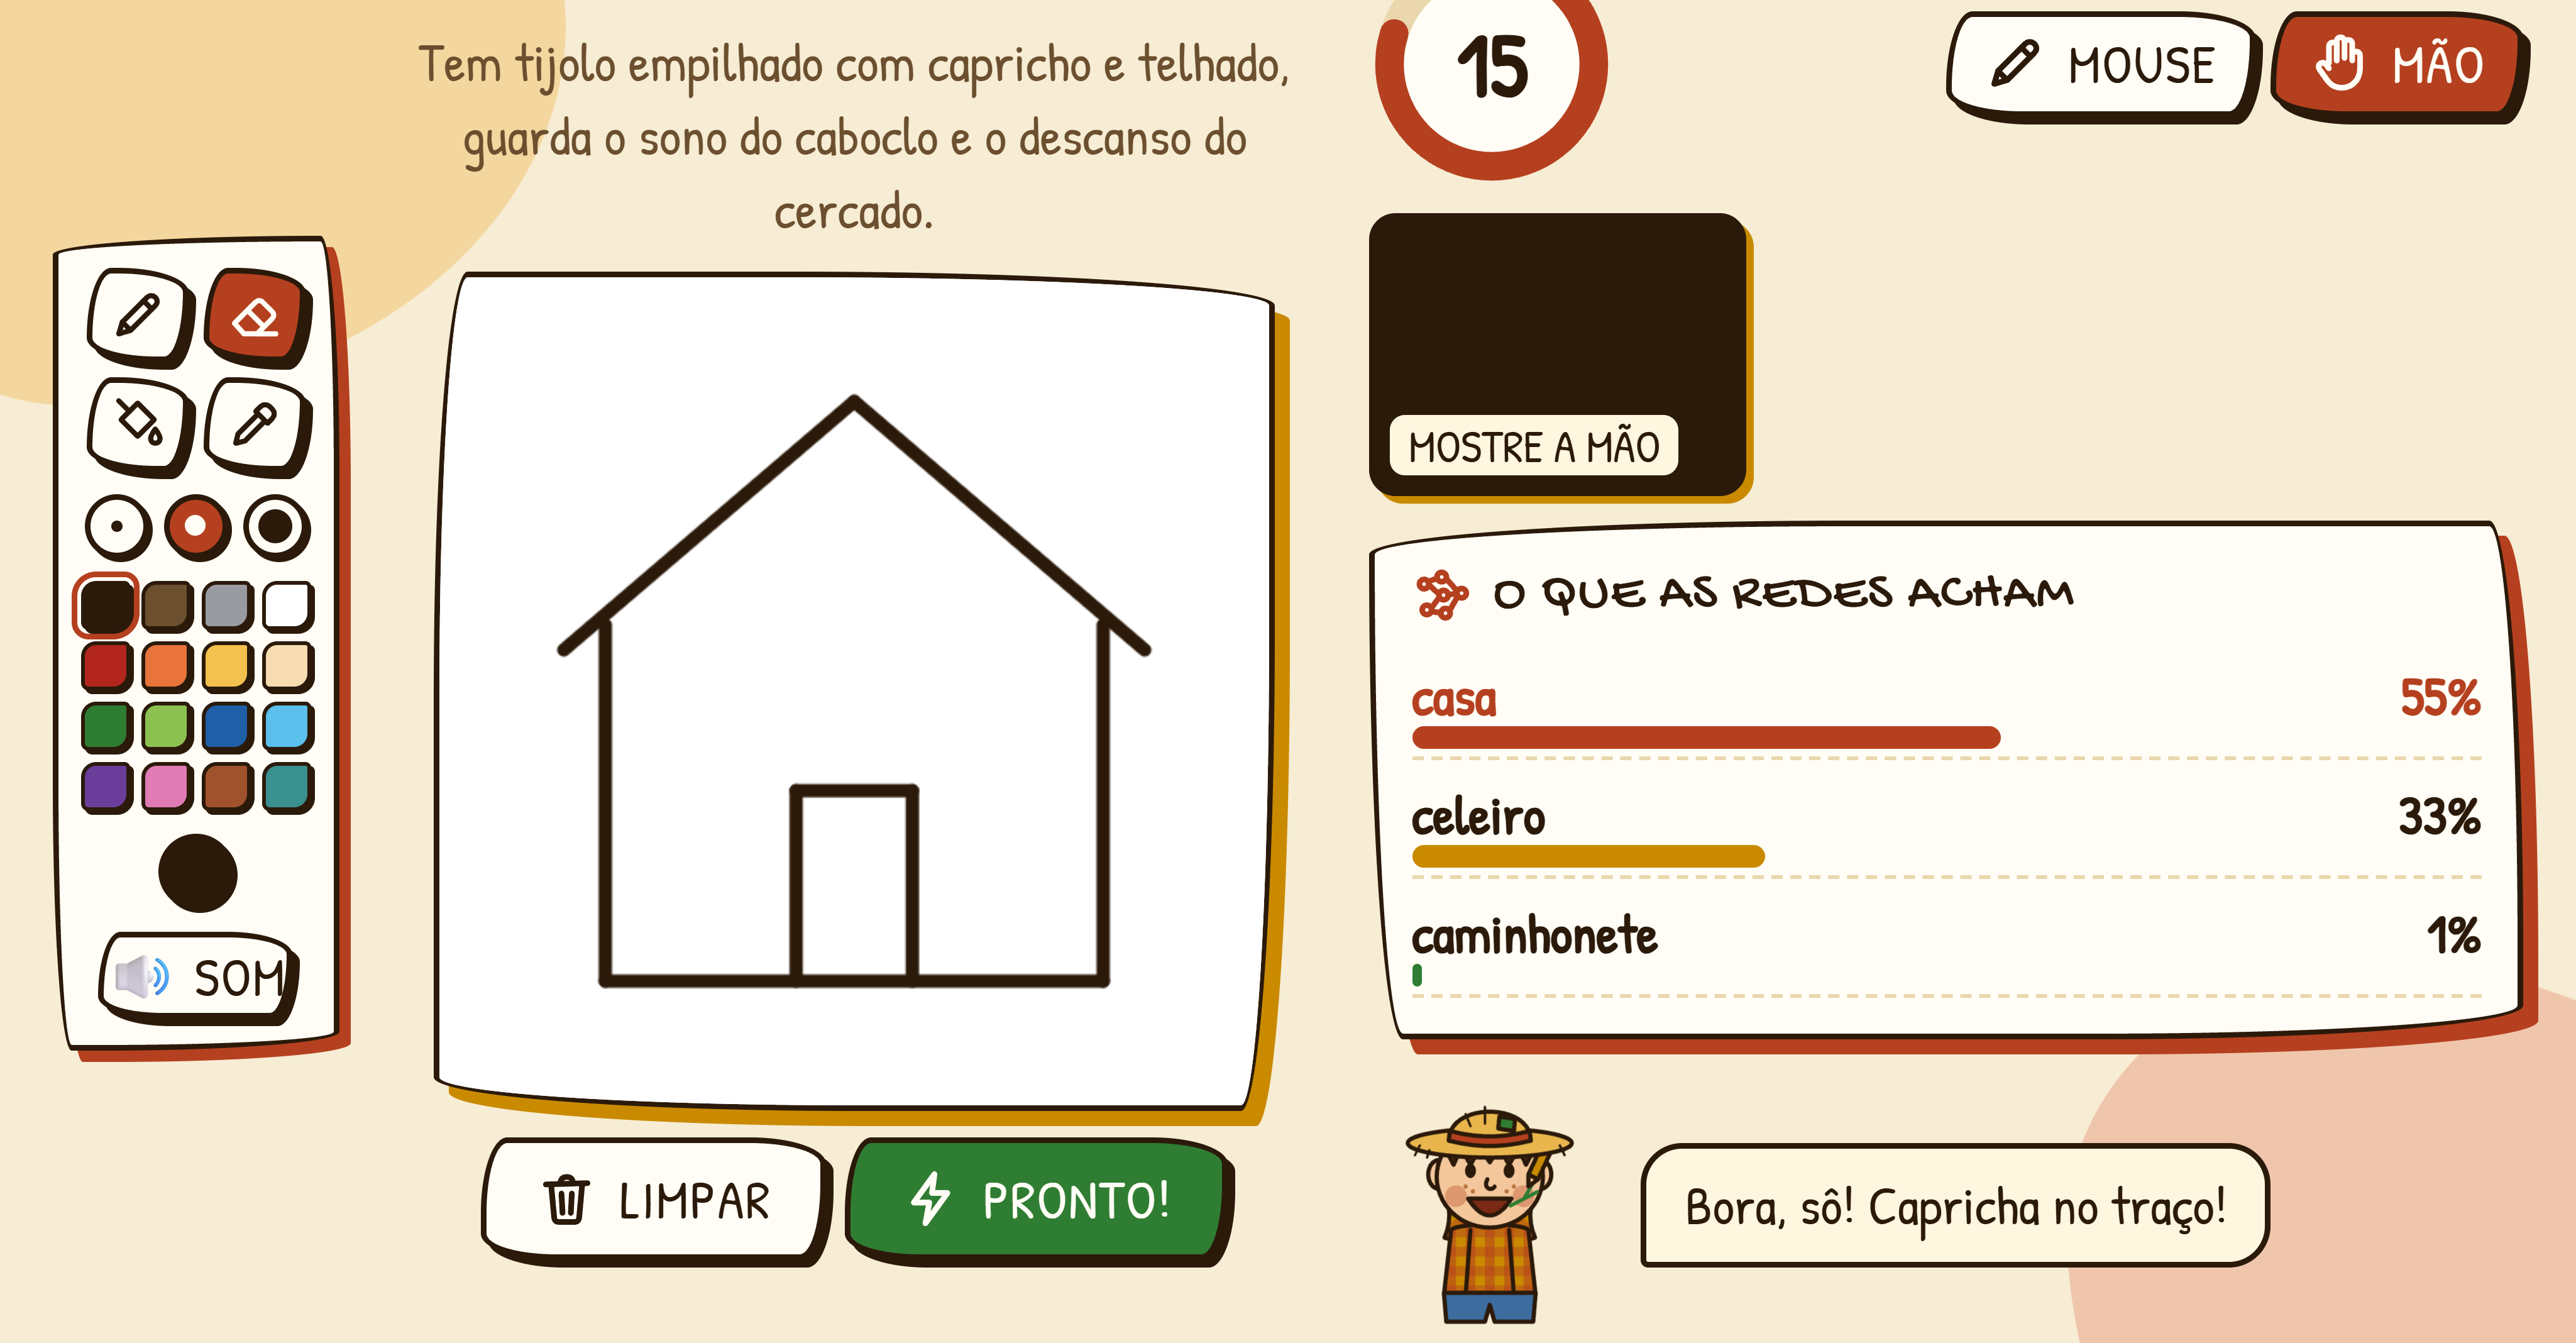 Tem tijolo empilhado com capricho e telhado,
guarda o sono do caboclo e o descanso do
cercado.
15
MOUSE
MÃO
MOSTRE A MÃO
O QUE AS REDES ACHAM
casa 55%
celeiro 33%
caminhonete 1%
SOM
LIMPAR
PRONTO!
Bora, sô! Capricha no traço!